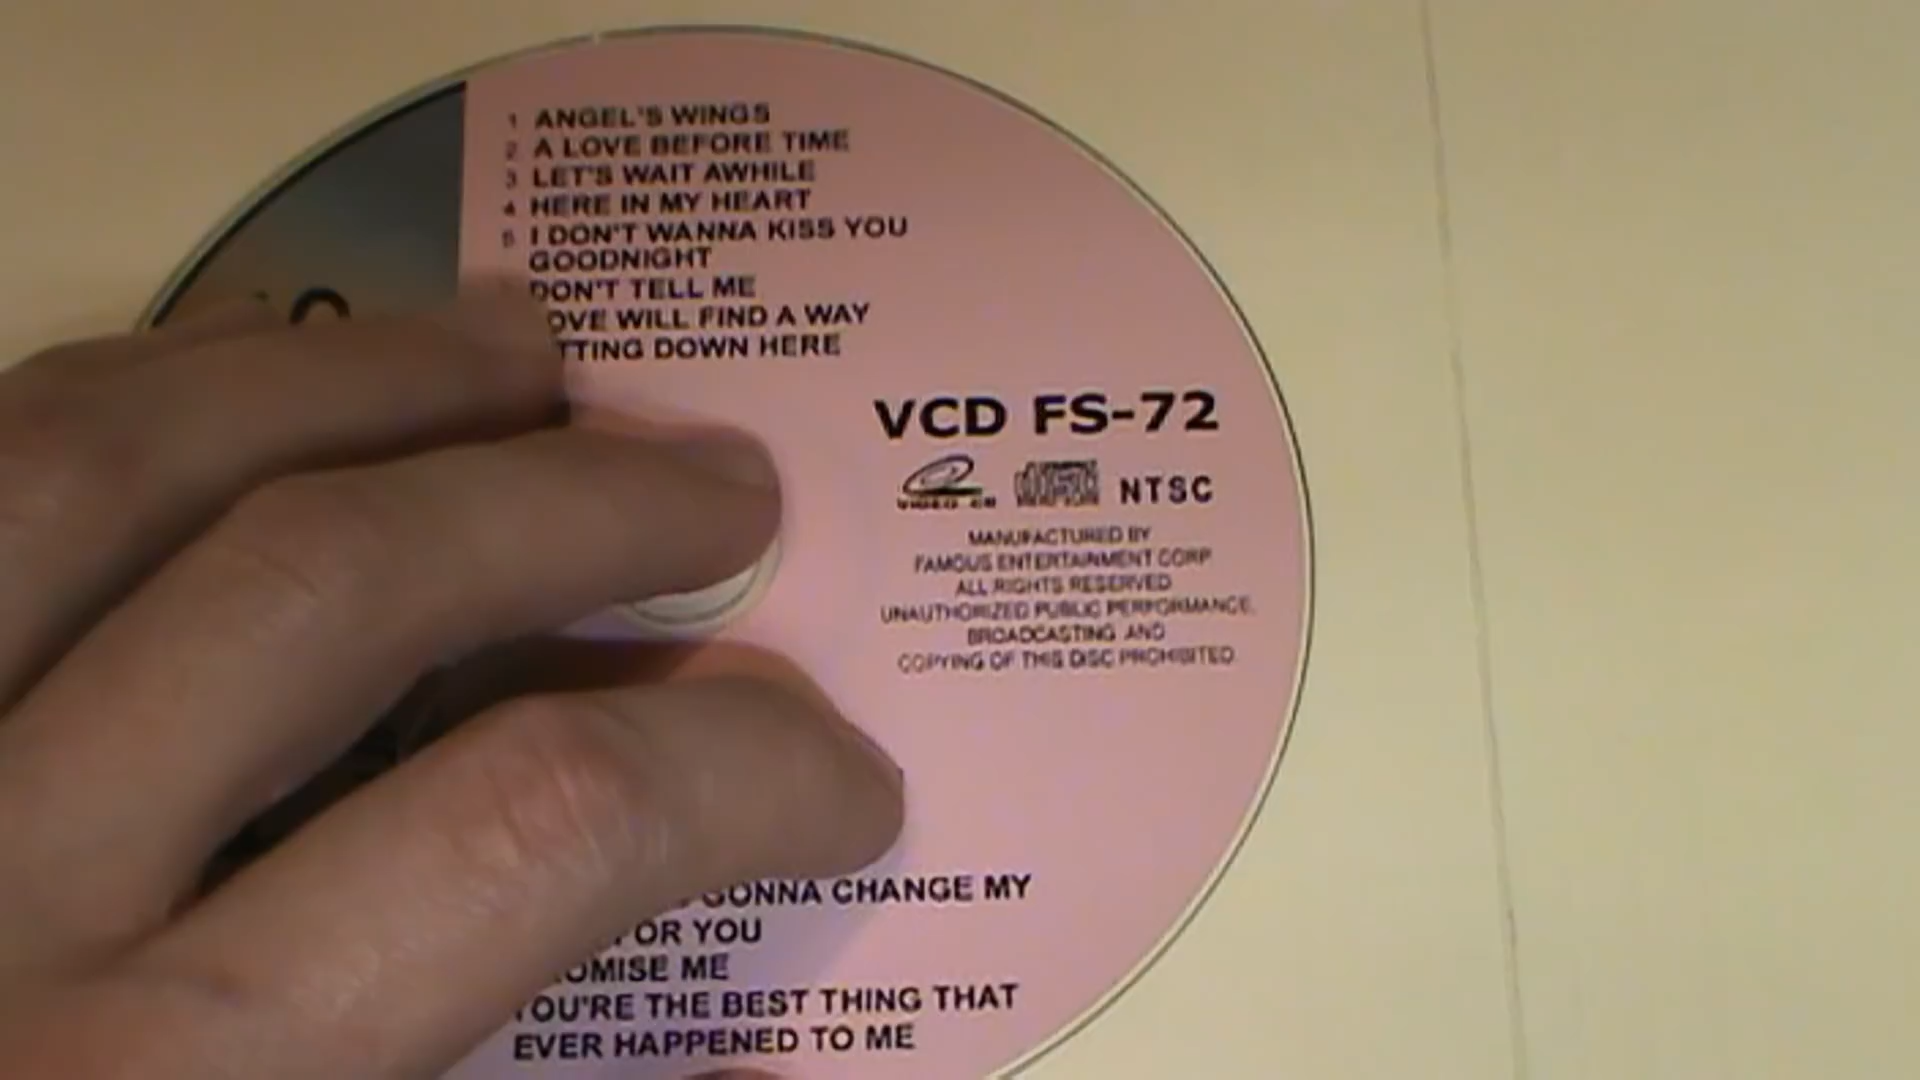 1 ANGEL'S WINGS
2 A LOVE BEFORE TIME
3 LET'S WAIT AWHILE
4 HERE IN MY HEART
5 I DON'T WANNA KISS YOU
GOODNIGHT
DON'T TELL ME
OVE WILL FIND A WAY
TTING DOWN HERE
VCD FS-72
VIDEO CD
NTSC
MANUFACTURED BY
FAMOUS ENTERTAINMENT CORP
ALL RIGHTS RESERVED
UNAUTHORIZED PUBLIC PERFORMANCE,
BROADCASTING AND
COPYING OF THIS DISC PROHIBITED
GONNA CHANGE MY
FOR YOU
OMISE ME
YOU'RE THE BEST THING THAT
EVER HAPPENED TO ME